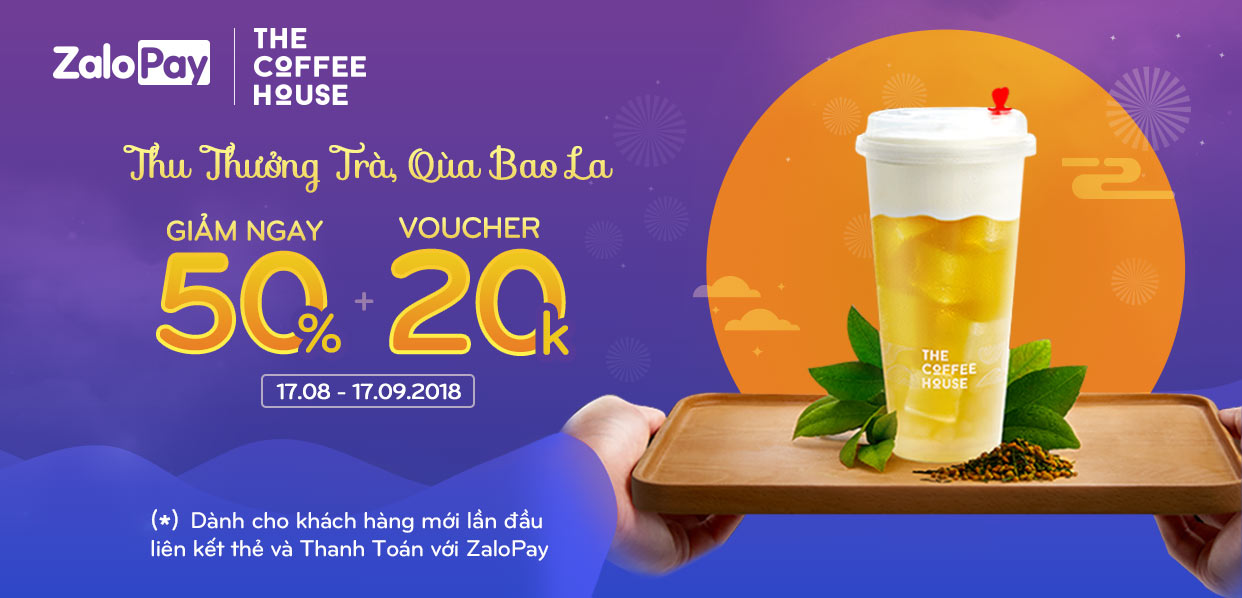 ZaloPay
THE
COFFEE
HOUSE
Thu Thưởng Trà, Qùa Bao La
GIẢM NGAY
50%
+
VOUCHER
20k
17.08 - 17.09.2018
THE
COFFEE
HOUSE
(*) Dành cho khách hàng mới lần đầu
liên kết thẻ và Thanh Toán với ZaloPay